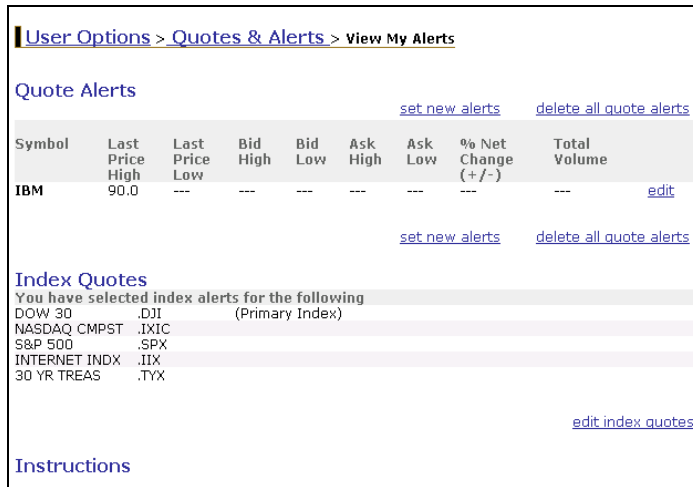 User Options > Quotes & Alerts > View My Alerts
Quote Alerts
set new alerts delete all quote alerts
Symbol Last Price High Last Price Low Bid High Bid Low Ask High Ask Low % Net Change (+/-) Total Volume
IBM 90.0 --- --- --- --- --- --- --- edit
set new alerts delete all quote alerts
Index Quotes
You have selected index alerts for the following
DOW 30 .DJI (Primary Index)
NASDAQ CMPST .IXIC
S&P 500 .SPX
INTERNET INDX .IIX
30 YR TREAS .TYX
edit index quotes
Instructions